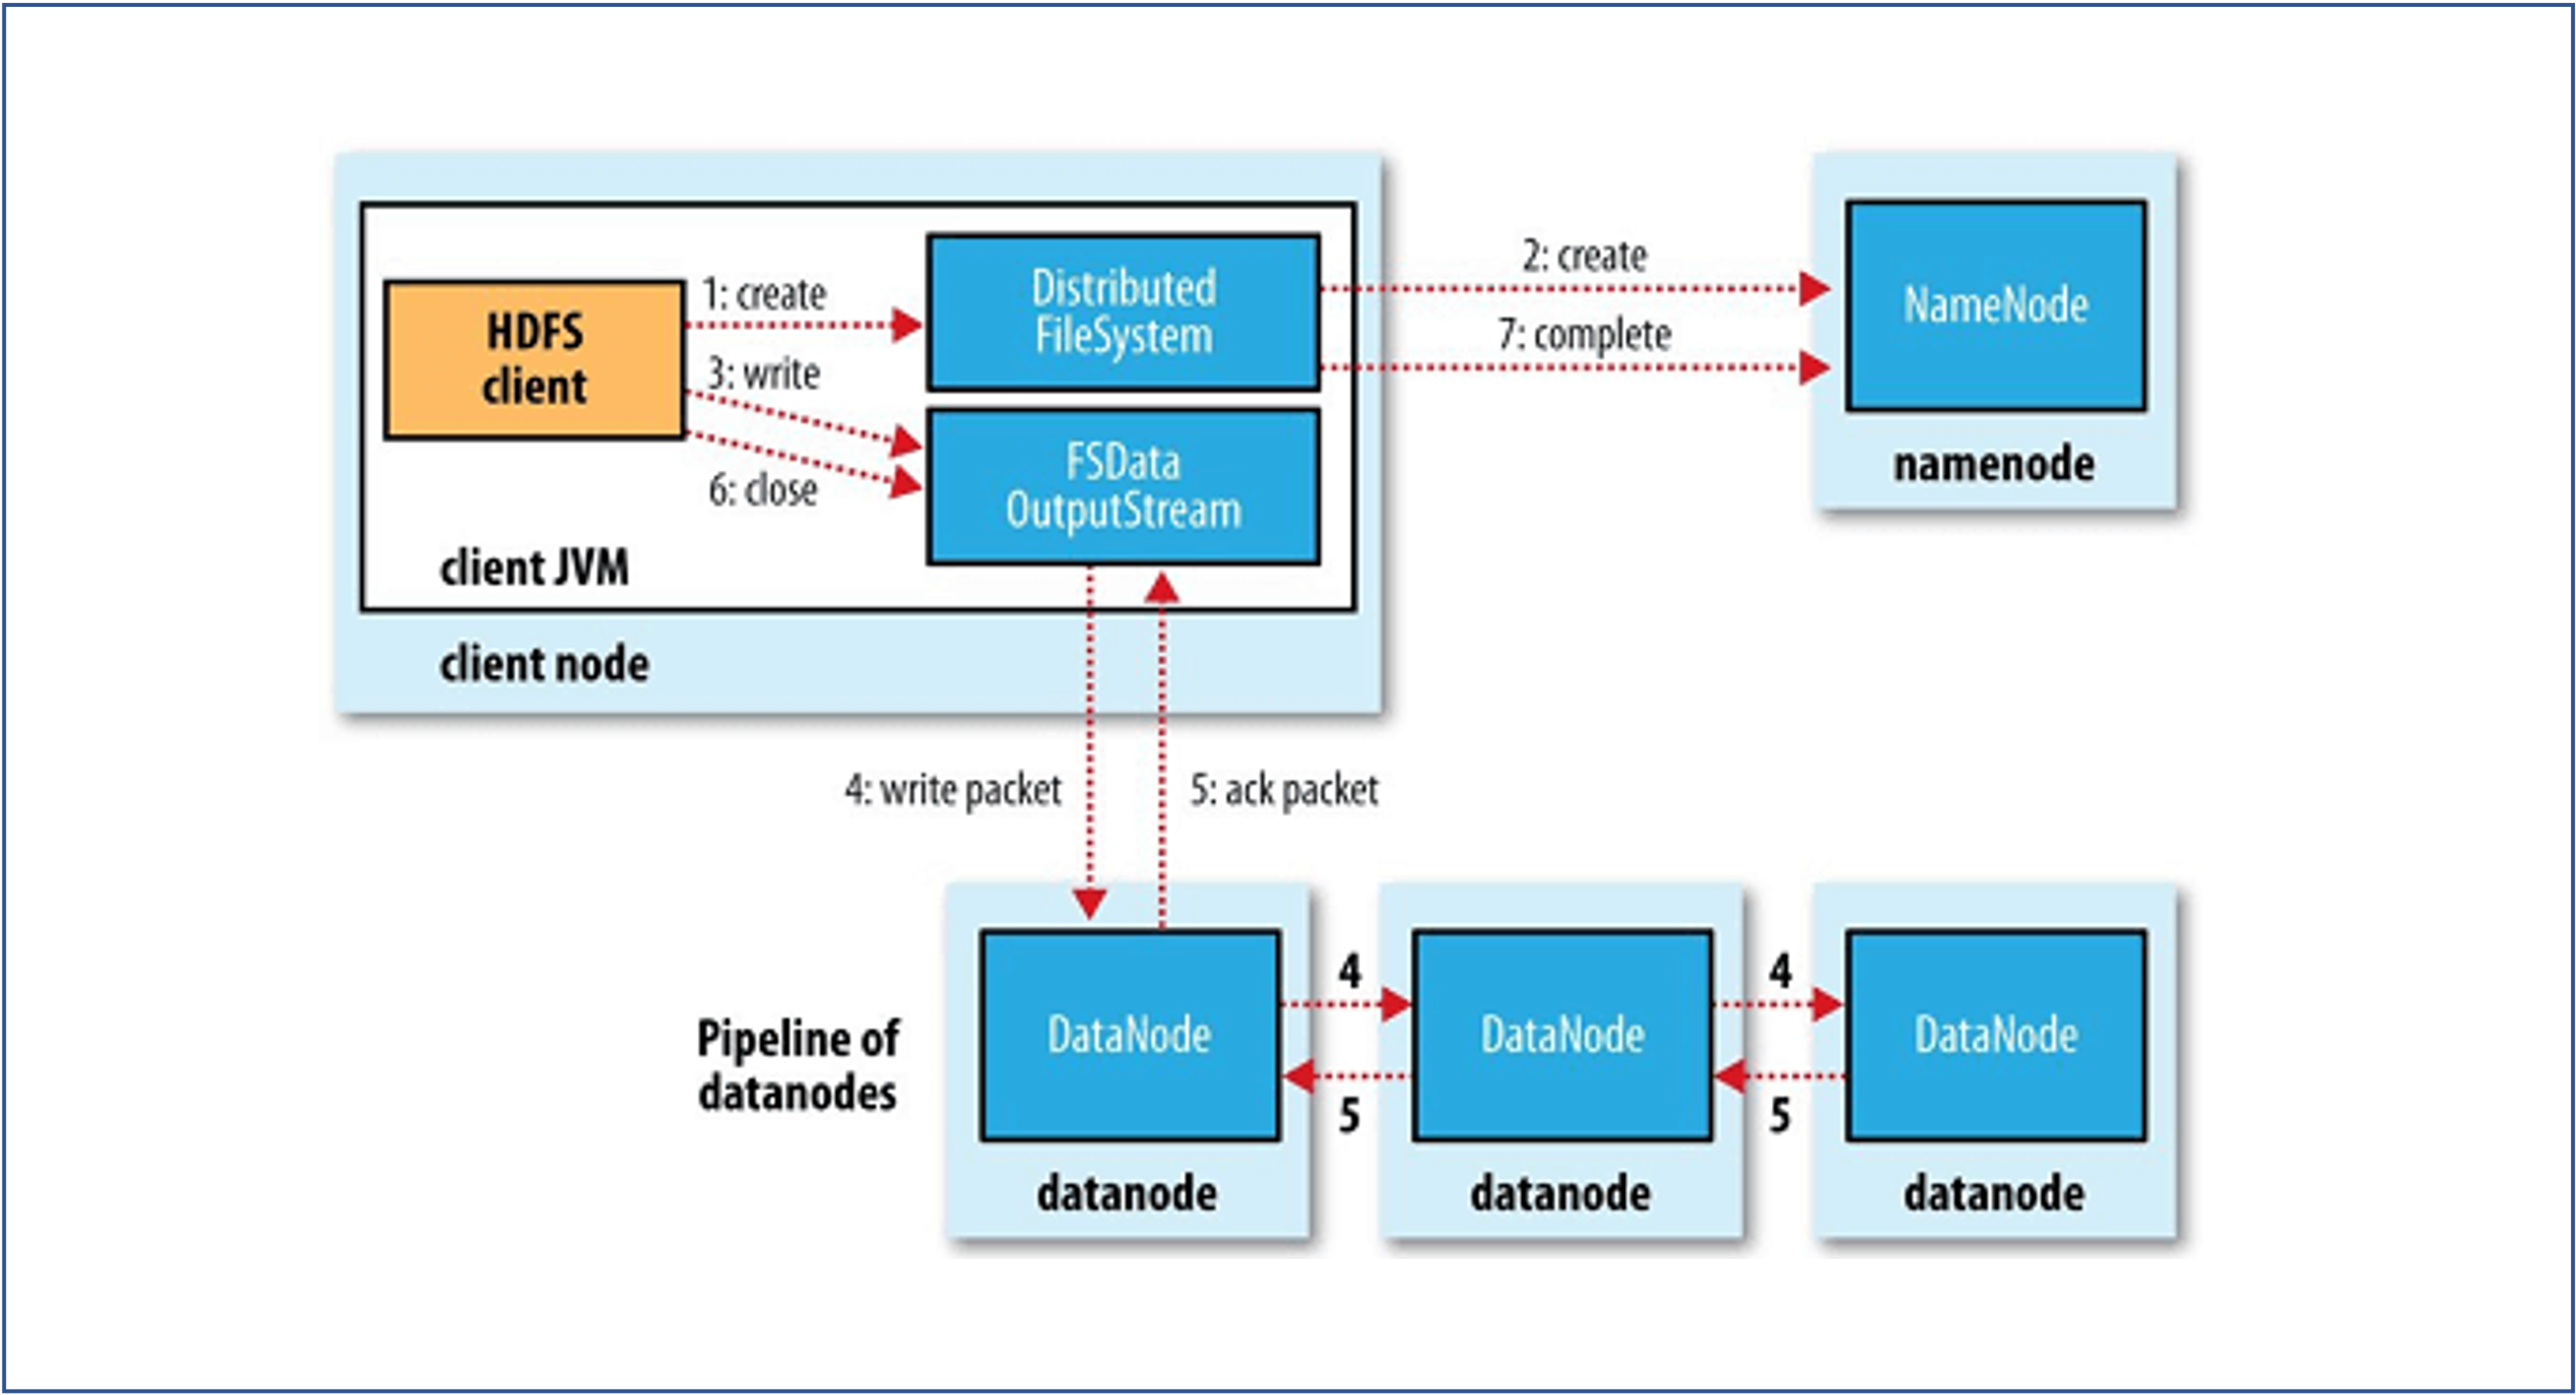 HDFS
client
1: create
3: write
6: close
Distributed
FileSystem
FSData
OutputStream
client JVM
client node
2: create
7: complete
NameNode
namenode
4: write packet
5: ack packet
Pipeline of
datanodes
DataNode
datanode
4
5
DataNode
datanode
4
5
DataNode
datanode